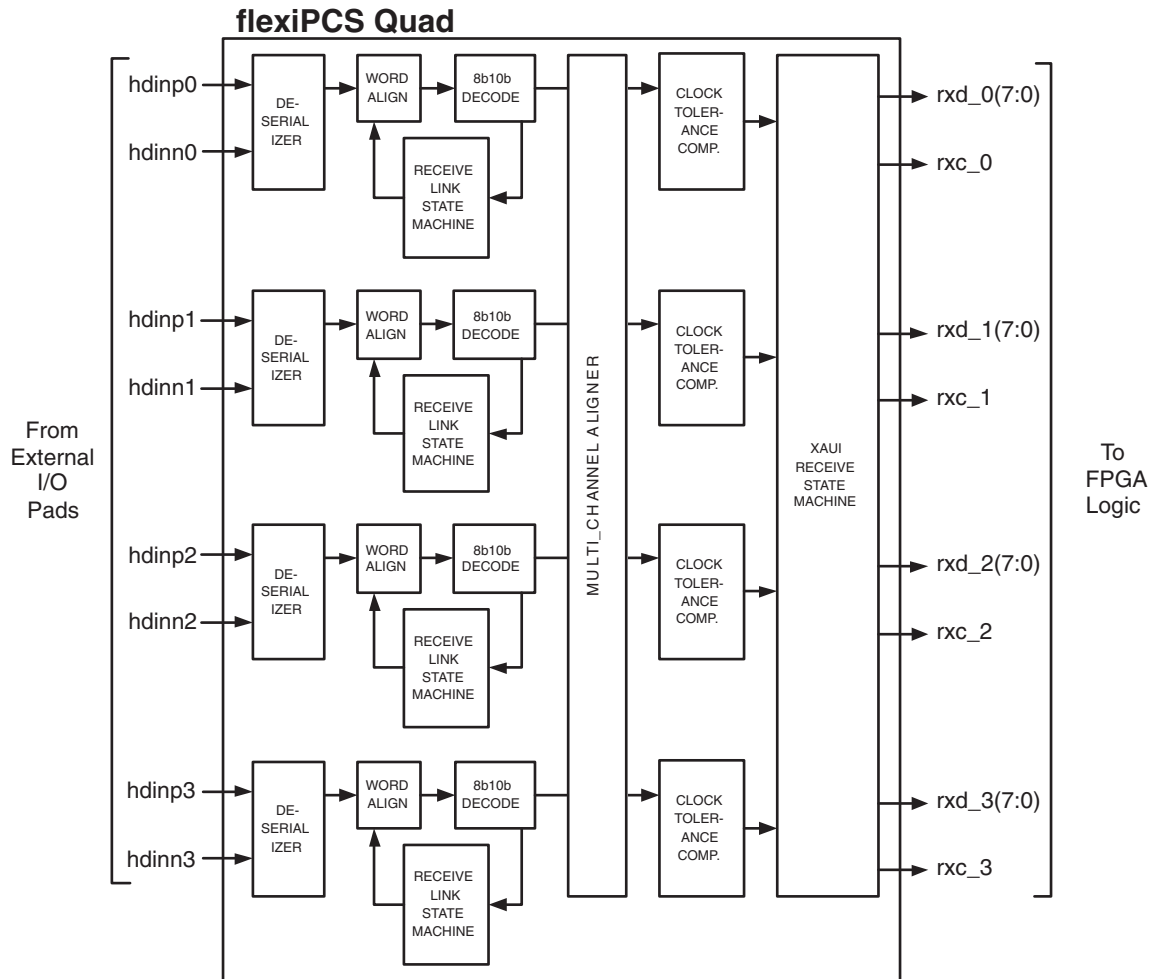 flexiPCS Quad
hdinp0
hdinn0
DE-
SERIAL
IZER
WORD
ALIGN
8b10b
DECODE
RECEIVE
LINK
STATE
MACHINE
CLOCK
TOLER-
ANCE
COMP.
rxd_0(7:0)
rxc_0
hdinp1
hdinn1
DE-
SERIAL
IZER
WORD
ALIGN
8b10b
DECODE
RECEIVE
LINK
STATE
MACHINE
CLOCK
TOLER-
ANCE
COMP.
rxd_1(7:0)
rxc_1
From
External
I/O
Pads
MULTI_CHANNEL ALIGNER
XAUI
RECEIVE
STATE
MACHINE
To
FPGA
Logic
hdinp2
hdinn2
DE-
SERIAL
IZER
WORD
ALIGN
8b10b
DECODE
RECEIVE
LINK
STATE
MACHINE
CLOCK
TOLER-
ANCE
COMP.
rxd_2(7:0)
rxc_2
hdinp3
hdinn3
DE-
SERIAL
IZER
WORD
ALIGN
8b10b
DECODE
RECEIVE
LINK
STATE
MACHINE
CLOCK
TOLER-
ANCE
COMP.
rxd_3(7:0)
rxc_3